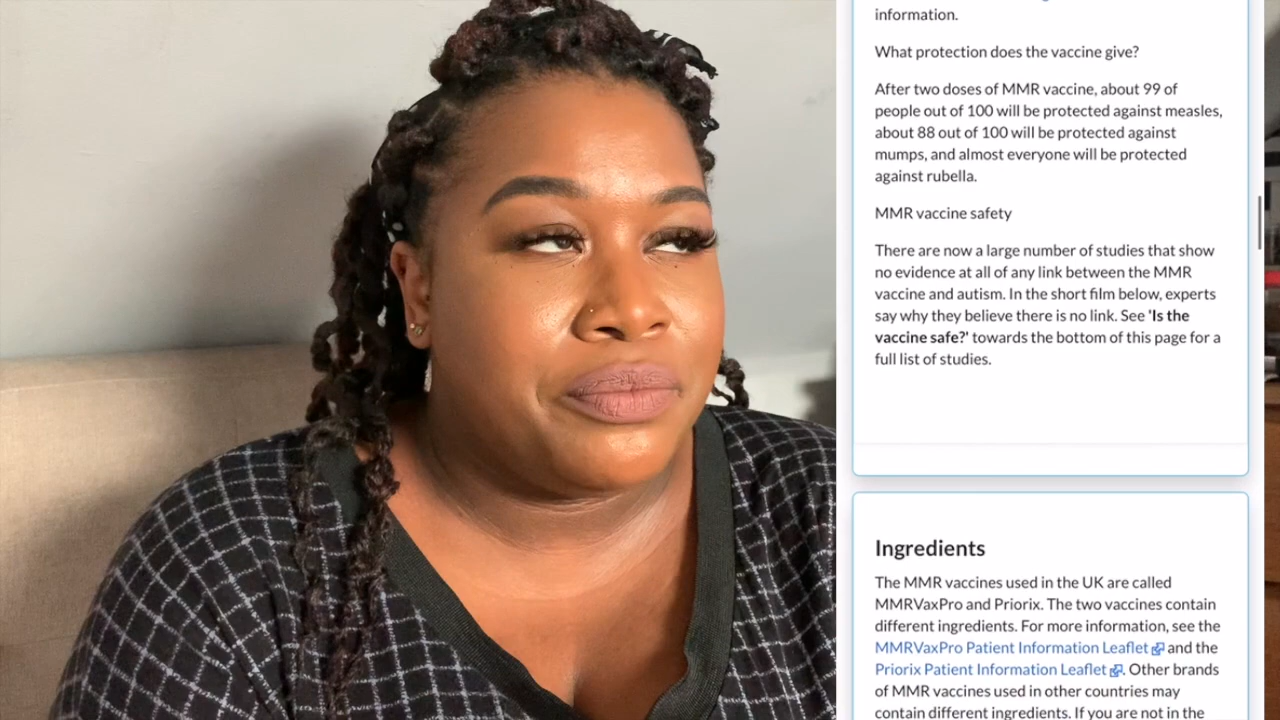 information.
What protection does the vaccine give?
After two doses of MMR vaccine, about 99 of
people out of 100 will be protected against measles,
about 88 out of 100 will be protected against
mumps, and almost everyone will be protected
against rubella.
MMR vaccine safety
There are now a large number of studies that show
no evidence at all of any link between the MMR
vaccine and autism. In the short film below, experts
say why they believe there is no link. See 'Is the
vaccine safe?' towards the bottom of this page for a
full list of studies.
Ingredients
The MMR vaccines used in the UK are called
MMRVaxPro and Priorix. The two vaccines contain
different ingredients. For more information, see the
MMRVaxPro Patient Information Leaflet and the
Priorix Patient Information Leaflet. Other brands
of MMR vaccines used in other countries may
contain different ingredients. If you are not in the